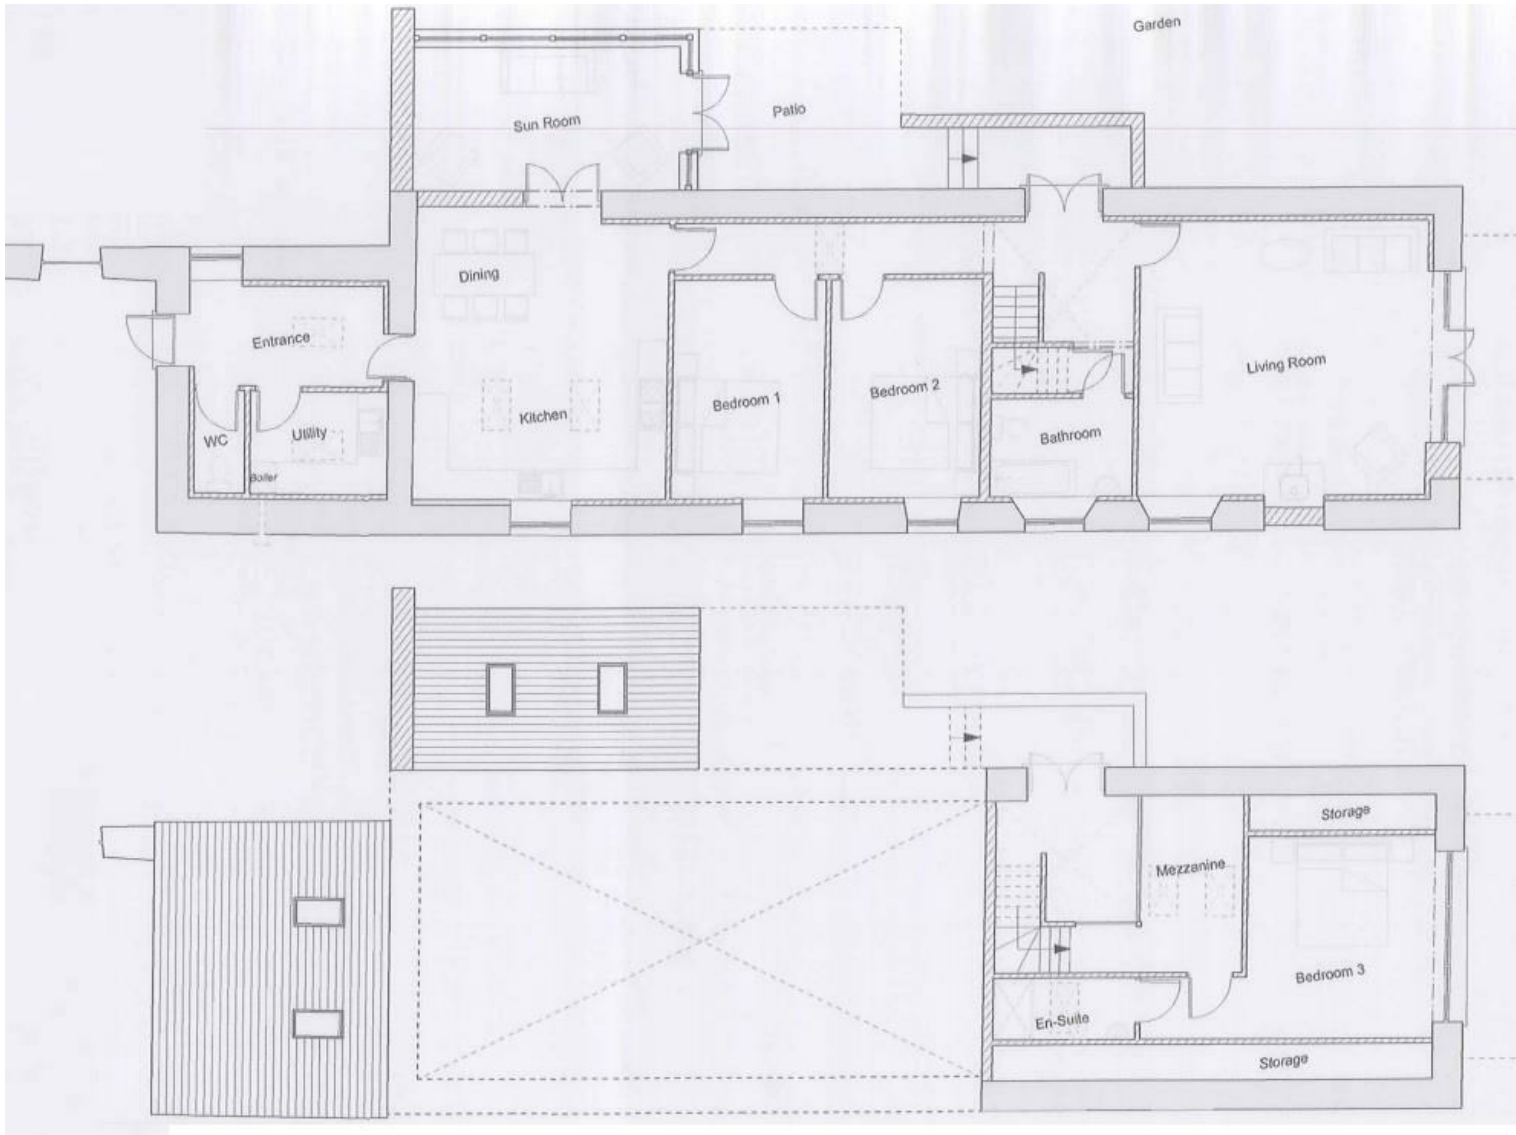 Garden
Patio
Sun Room
Dining
Entrance
Living Room
Bedroom 2
Bedroom 1
Kitchen
Utility
WC
Bathroom
Boiler
Storage
Mezzanine
Bedroom 3
En-Suite
Storage